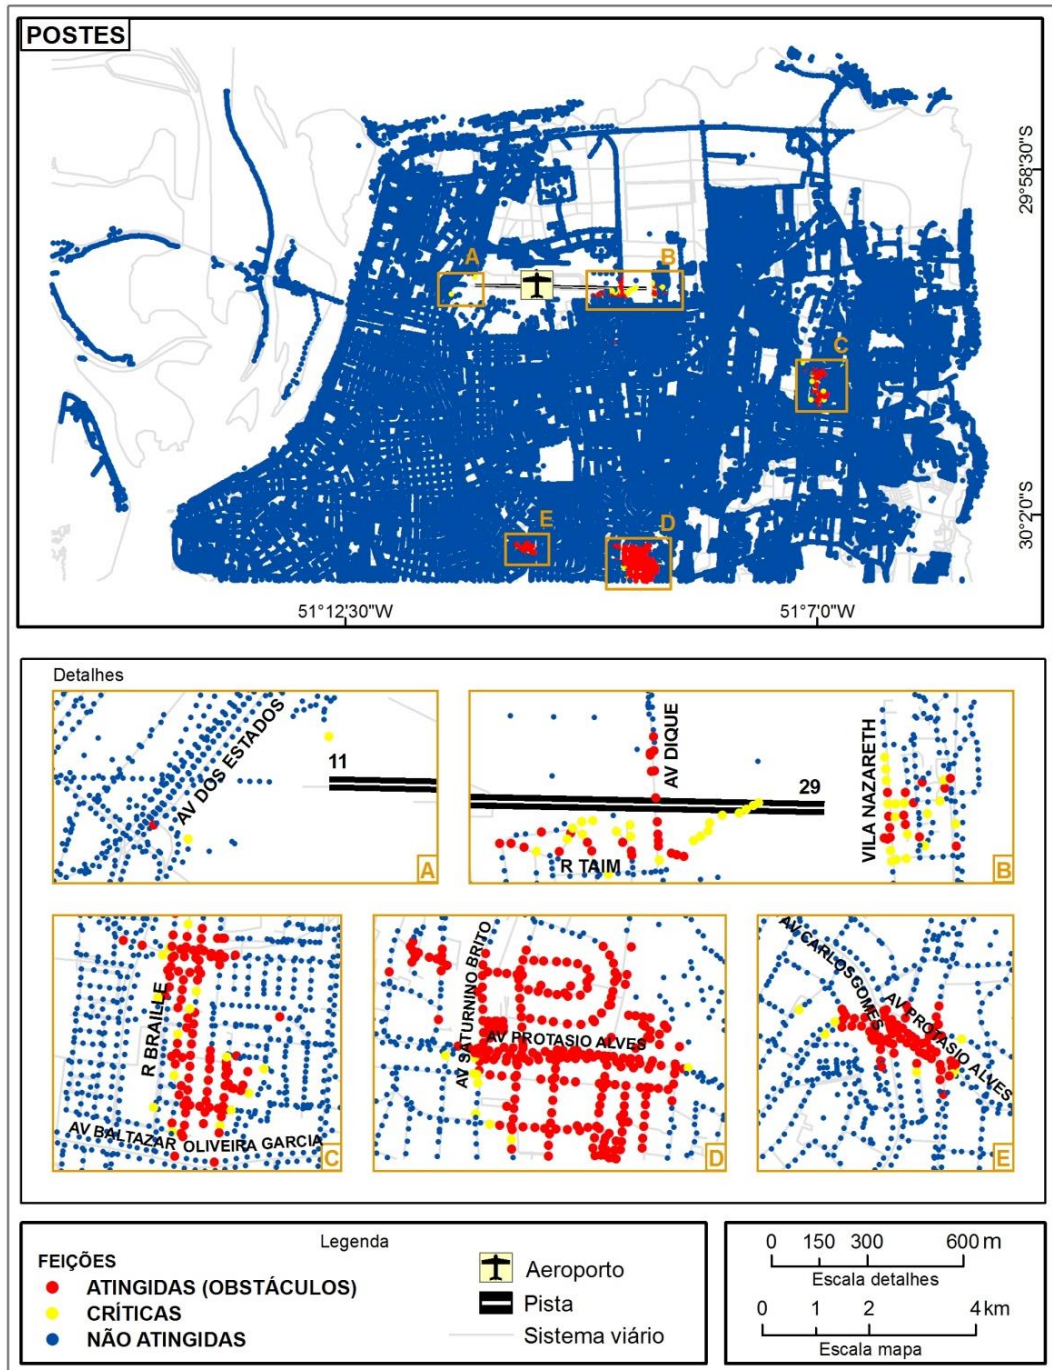 POSTES
A
B
C
D
E
29°58'30"S
30°2'0"S
51°12'30"W
51°7'0"W
Detalhes
AV DOS ESTADOS
11
A
AV DIQUE
29
VILA NAZARETH
R TAIM
B
R BRAILLE
AV BALTAZAR OLIVEIRA GARCIA
C
AV SATURNINO BRITO
AV PROTASIO ALVES
D
AV CARLOS GOMES
AV PROTASIO ALVES
E
Legenda
FEIÇÕES
ATINGIDAS (OBSTÁCULOS)
CRÍTICAS
NÃO ATINGIDAS
Aeroporto
Pista
Sistema viário
0 150 300 600 m
Escala detalhes
0 1 2 4 km
Escala mapa